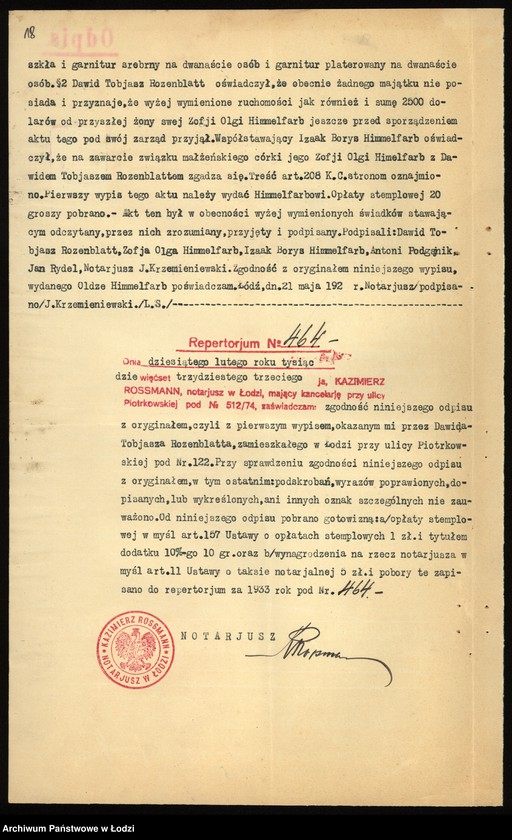 18
Odpis
szkła i garnitur srebrny na dwanaście osób i garnitur platerowany na dwanaście
osób.§2 Dawid Tobjasz Rozenblatt oświadczył,że obecnie żadnego majątku nie po-
siada i przyznaje,że wyżej wymienione ruchomości jak również i sumę 2500 do-
larów od przyszłej żony swej Zofji Olgi Himmelfarb jeszcze przed sporządzeniem
aktu tego pod swój zarząd przyjął.Współstawający Izaak Borys Himmelfarb oświad-
czył,że na zawarcie związku małżeńskiego córki jego Zofji Olgi Himelfarb z Da-
widem Tobjaszem Rozenblattem zgadza się.Treść art.208 K.C.stronom oznajmio-
no.Pierwszy wypis tego aktu należy wydać Himmelfarbowi.Opłaty stemplowej 20
groszy pobrano.- Akt ten był w obecności wyżej wymienionych świadków stawają-
cym odczytany,przez nich zrozumiany,przyjęty i podpisany.Podpisali:Dawid To-
bjasz Rozenblatt,Zofja Olga Himmelfarb,Izaak Borys Himmelfarb,Antoni Podgónik,
Jan Rydel,Notarjusz J.Krzemieniewski.Zgodność z oryginałem niniejszego wypisu,
wydanego Oldze Himmelfarb poświadczam.Łódź,dn.21 maja 192 r.Notarjusz/podpisa-
no/J.Krzemieniewski./L.S./-
Repertorjum № 464.-
Dnia dziesiątego lutego roku tysiąc
dziewięćset trzydziestego trzeciego ja, KAZIMIERZ
ROSSMANN, notarjusz w Łodzi, mający kancelarję przy ulicy
Piotrkowskiej pod № 512/74, zaświadczam zgodność niniejszego odpisu
z oryginałem,czyli z pierwszym wypisem,okazanym mi przez Dawida-
Tobjasza Rozenblatta,zamieszkałego w Łodzi przy ulicy Piotrkow-
skiej pod Nr.122.Przy sprawdzeniu zgodności niniejszego odpisu
z oryginałem,w tym ostatnim:podskrobań,wyrazów poprawionych,do-
pisanych,lub wykreślonych,ani innych oznak szczególnych nie zau-
ważono.Od niniejszego odpisu pobrano gotowizną:a/opłaty stemplo-
wej w myśl art.157 Ustawy o opłatach stemplowych 1 zł.i tytułem
dodatku 10%-go 10 gr.oraz b/wynagrodzenia na rzecz notarjusza w
myśl art.11 Ustawy o taksie notarjalnej 5 zł.i pobory te zapi-
sano do repertorjum za 1933 rok pod Nr. 464.-
KAZIMIERZ ROSSMANN
NOTARJUSZ W ŁODZI
NOTARJUSZ
KRossman
Archiwum Państwowe w Łodzi